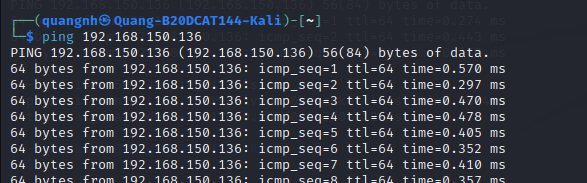 ┌──(quangnh㉿Quang-B20DCAT144-Kali)-[~]
└─$ ping 192.168.150.136
PING 192.168.150.136 (192.168.150.136) 56(84) bytes of data.
64 bytes from 192.168.150.136: icmp_seq=1 ttl=64 time=0.570 ms
64 bytes from 192.168.150.136: icmp_seq=2 ttl=64 time=0.297 ms
64 bytes from 192.168.150.136: icmp_seq=3 ttl=64 time=0.470 ms
64 bytes from 192.168.150.136: icmp_seq=4 ttl=64 time=0.478 ms
64 bytes from 192.168.150.136: icmp_seq=5 ttl=64 time=0.405 ms
64 bytes from 192.168.150.136: icmp_seq=6 ttl=64 time=0.352 ms
64 bytes from 192.168.150.136: icmp_seq=7 ttl=64 time=0.410 ms
64 bytes from 192.168.150.136: icmp_seq=8 ttl=64 time=0.357 ms